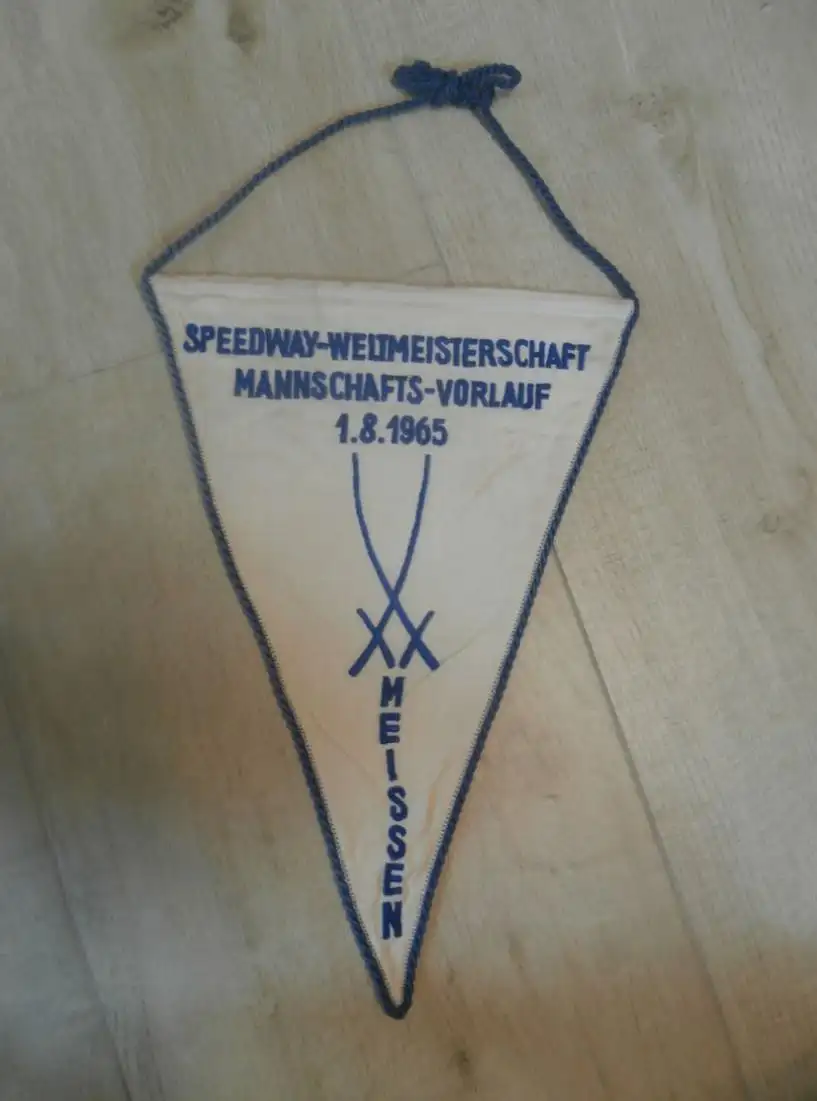 SPEEDWAY-WELTMEISTERSCHAFT
MANNSCHAFTS-VORLAUF
1.8.1965
MEISSEN